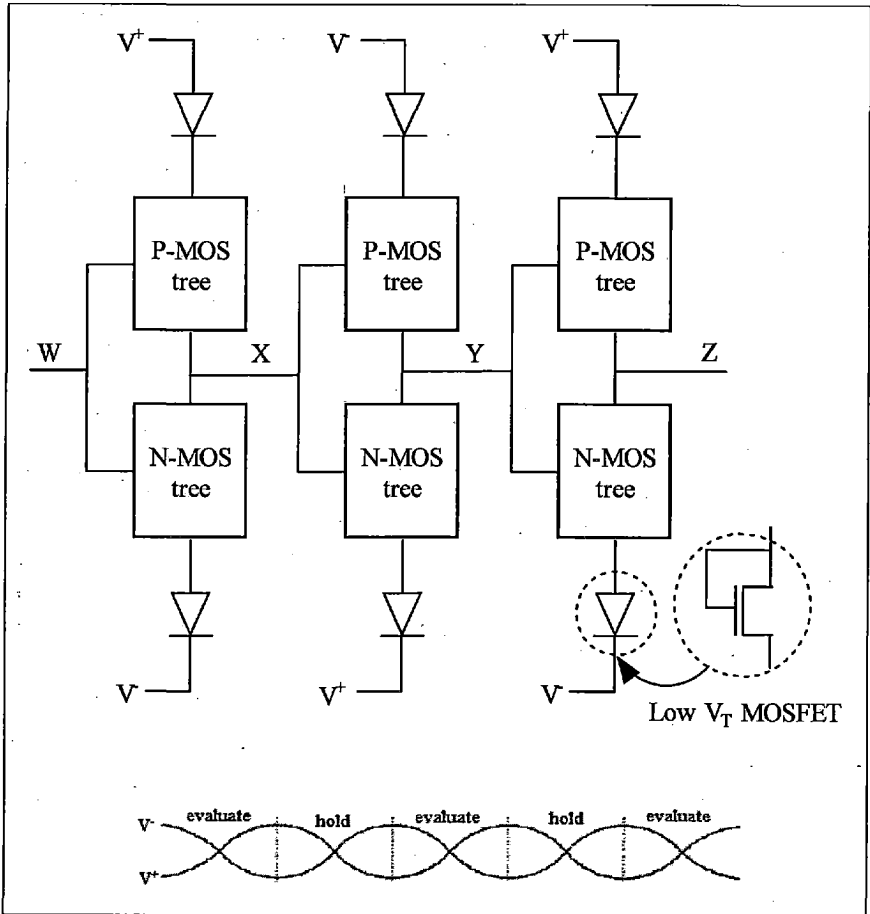 V⁺ V⁻ V⁺
P-MOS tree
P-MOS tree
P-MOS tree
W X Y Z
N-MOS tree
N-MOS tree
N-MOS tree
V⁻ V⁺ V⁻
Low V_T MOSFET
evaluate hold evaluate hold evaluate
V⁻
V⁺